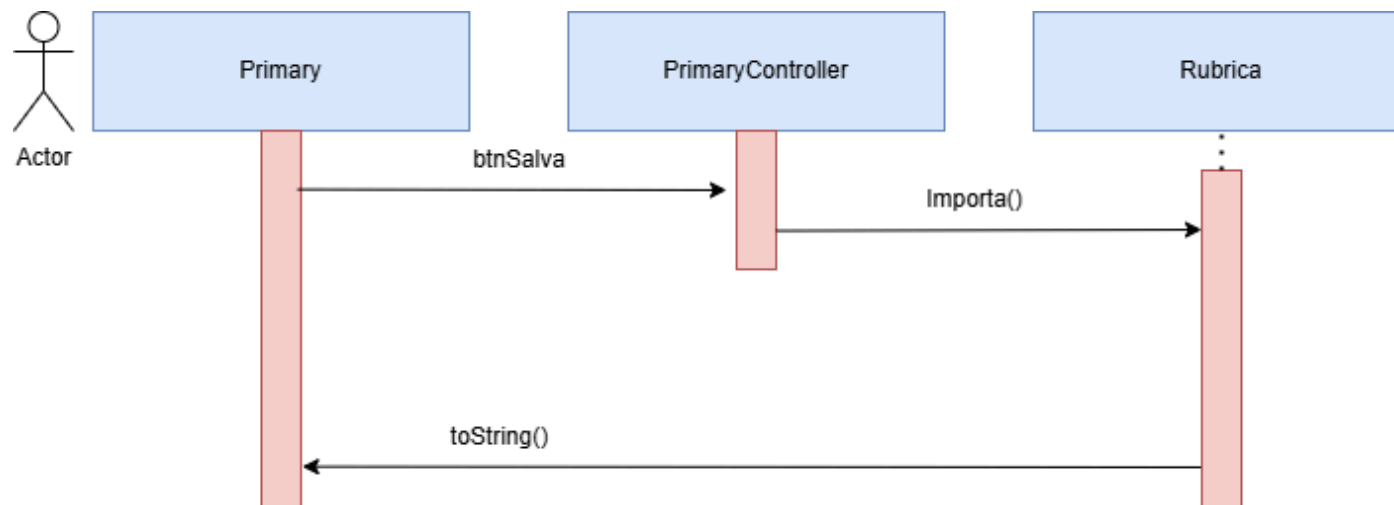 Primary
PrimaryController
Rubrica
Actor
btnSalva
Importa()
toString()